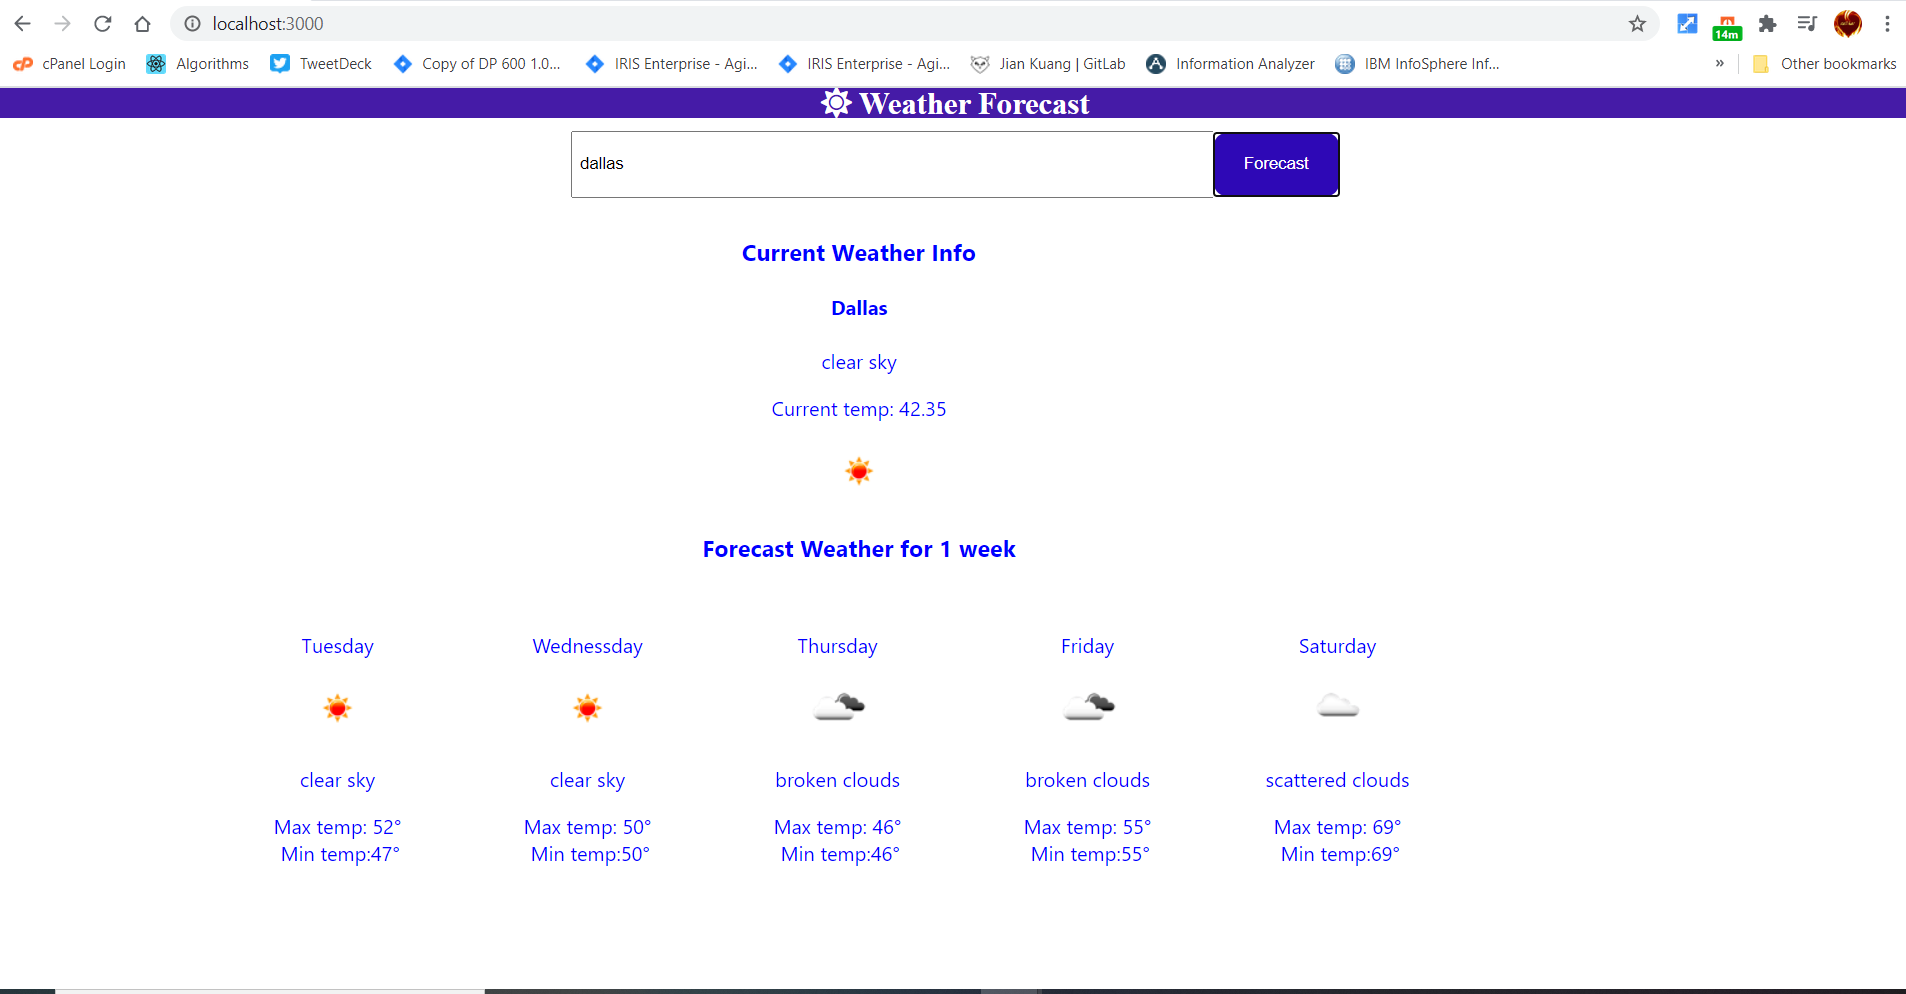 localhost:3000
14m
cPanel Login Algorithms TweetDeck Copy of DP 600 1.0... IRIS Enterprise - Agi... IRIS Enterprise - Agi... Jian Kuang | GitLab Information Analyzer IBM InfoSphere Inf... » Other bookmarks
Weather Forecast
dallas Forecast
Current Weather Info
Dallas
clear sky
Current temp: 42.35
Forecast Weather for 1 week
Tuesday Wednessday Thursday Friday Saturday
clear sky clear sky broken clouds broken clouds scattered clouds
Max temp: 52° Max temp: 50° Max temp: 46° Max temp: 55° Max temp: 69°
Min temp:47° Min temp:50° Min temp:46° Min temp:55° Min temp:69°